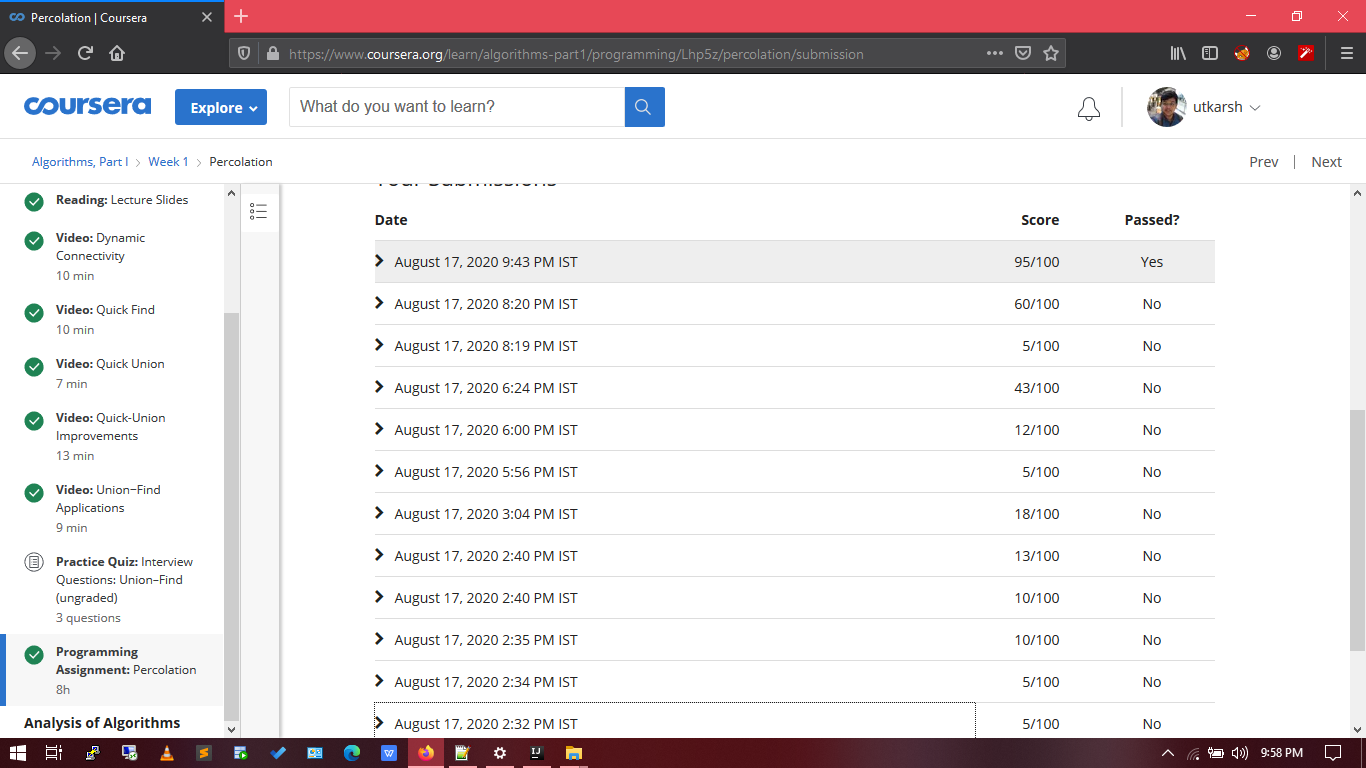 Percolation | Coursera
https://www.coursera.org/learn/algorithms-part1/programming/Lhp5z/percolation/submission
coursera
Explore
What do you want to learn?
utkarsh
Algorithms, Part I
Week 1
Percolation
Prev | Next
Reading: Lecture Slides
Video: Dynamic
Connectivity
10 min
Video: Quick Find
10 min
Video: Quick Union
7 min
Video: Quick-Union
Improvements
13 min
Video: Union−Find
Applications
9 min
Practice Quiz: Interview
Questions: Union–Find
(ungraded)
3 questions
Programming
Assignment: Percolation
8h
Analysis of Algorithms
Your Submissions
Date Score Passed?
August 17, 2020 9:43 PM IST 95/100 Yes
August 17, 2020 8:20 PM IST 60/100 No
August 17, 2020 8:19 PM IST 5/100 No
August 17, 2020 6:24 PM IST 43/100 No
August 17, 2020 6:00 PM IST 12/100 No
August 17, 2020 5:56 PM IST 5/100 No
August 17, 2020 3:04 PM IST 18/100 No
August 17, 2020 2:40 PM IST 13/100 No
August 17, 2020 2:40 PM IST 10/100 No
August 17, 2020 2:35 PM IST 10/100 No
August 17, 2020 2:34 PM IST 5/100 No
August 17, 2020 2:32 PM IST 5/100 No
9:58 PM